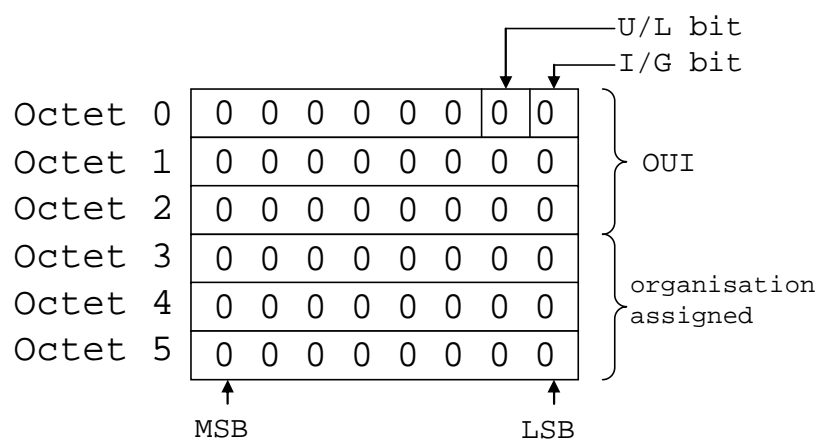 U/L bit
I/G bit
Octet 0 0 0 0 0 0 0 0 0
Octet 1 0 0 0 0 0 0 0 0
OUI
Octet 2 0 0 0 0 0 0 0 0
Octet 3 0 0 0 0 0 0 0 0
Octet 4 0 0 0 0 0 0 0 0
organisation
assigned
Octet 5 0 0 0 0 0 0 0 0
MSB LSB